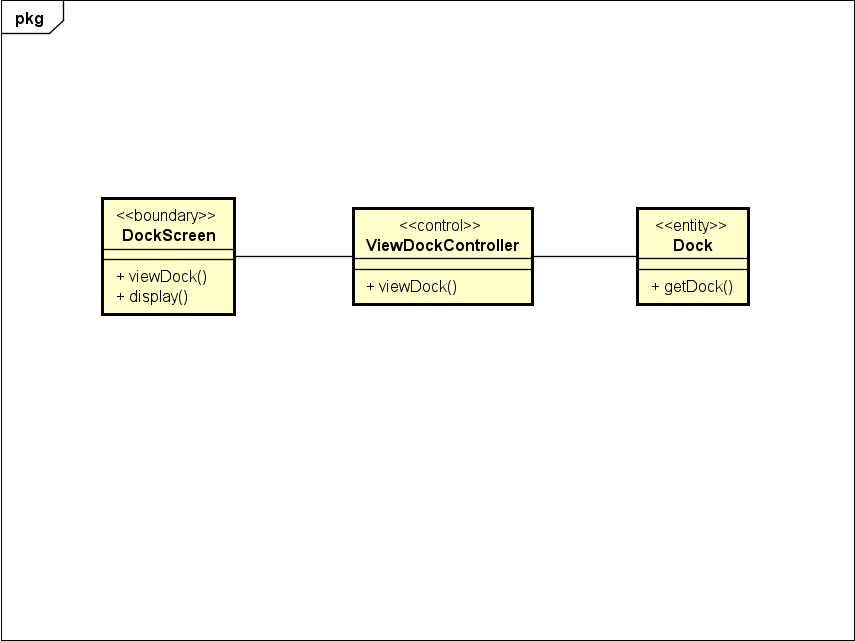 pkg
<<boundary>>
DockScreen
+ viewDock()
+ display()
<<control>>
ViewDockController
+ viewDock()
<<entity>>
Dock
+ getDock()